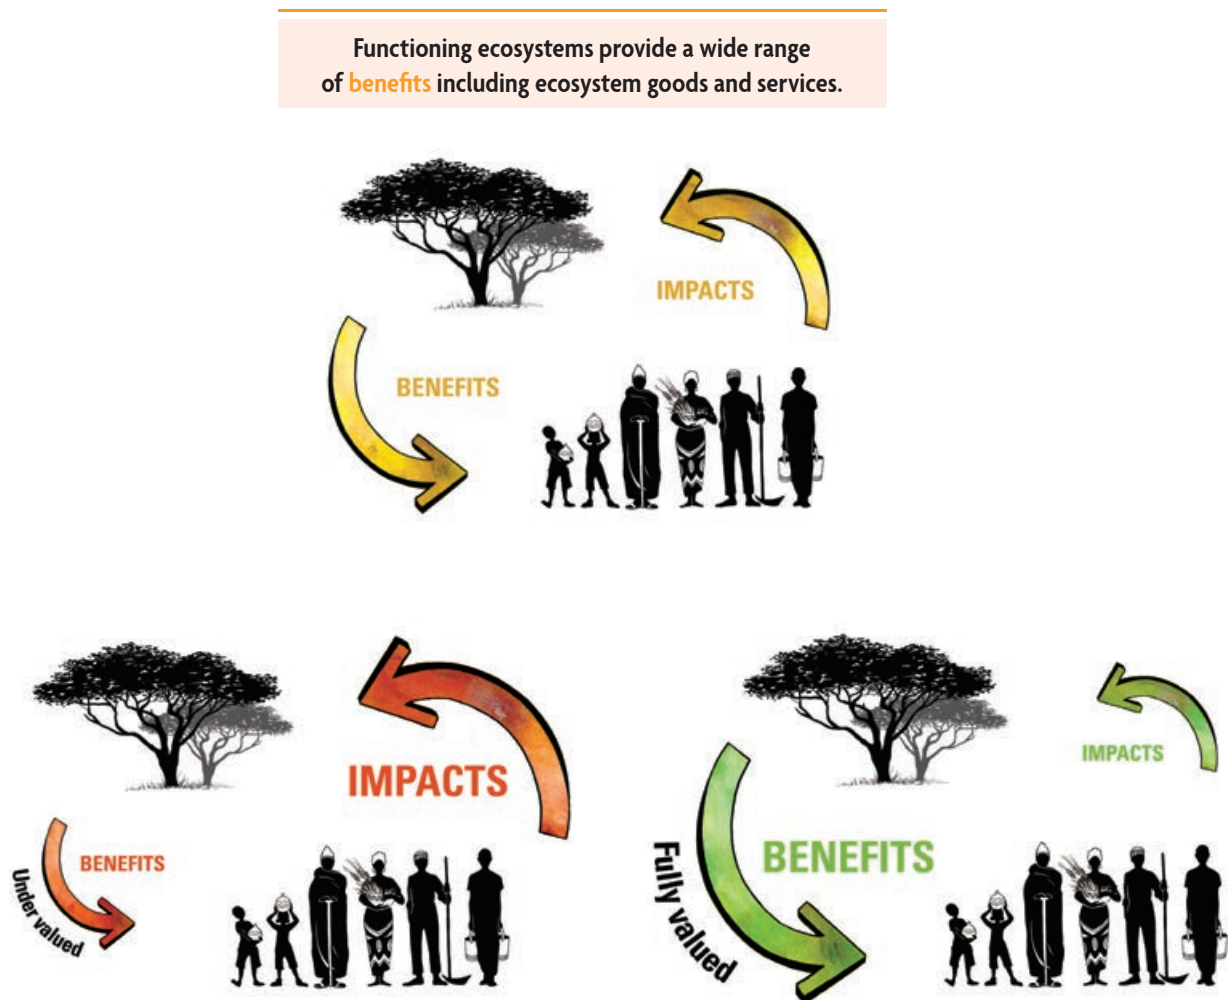 Functioning ecosystems provide a wide range
of benefits including ecosystem goods and services.
IMPACTS
BENEFITS
IMPACTS
BENEFITS
Under valued
IMPACTS
BENEFITS
Fully valued